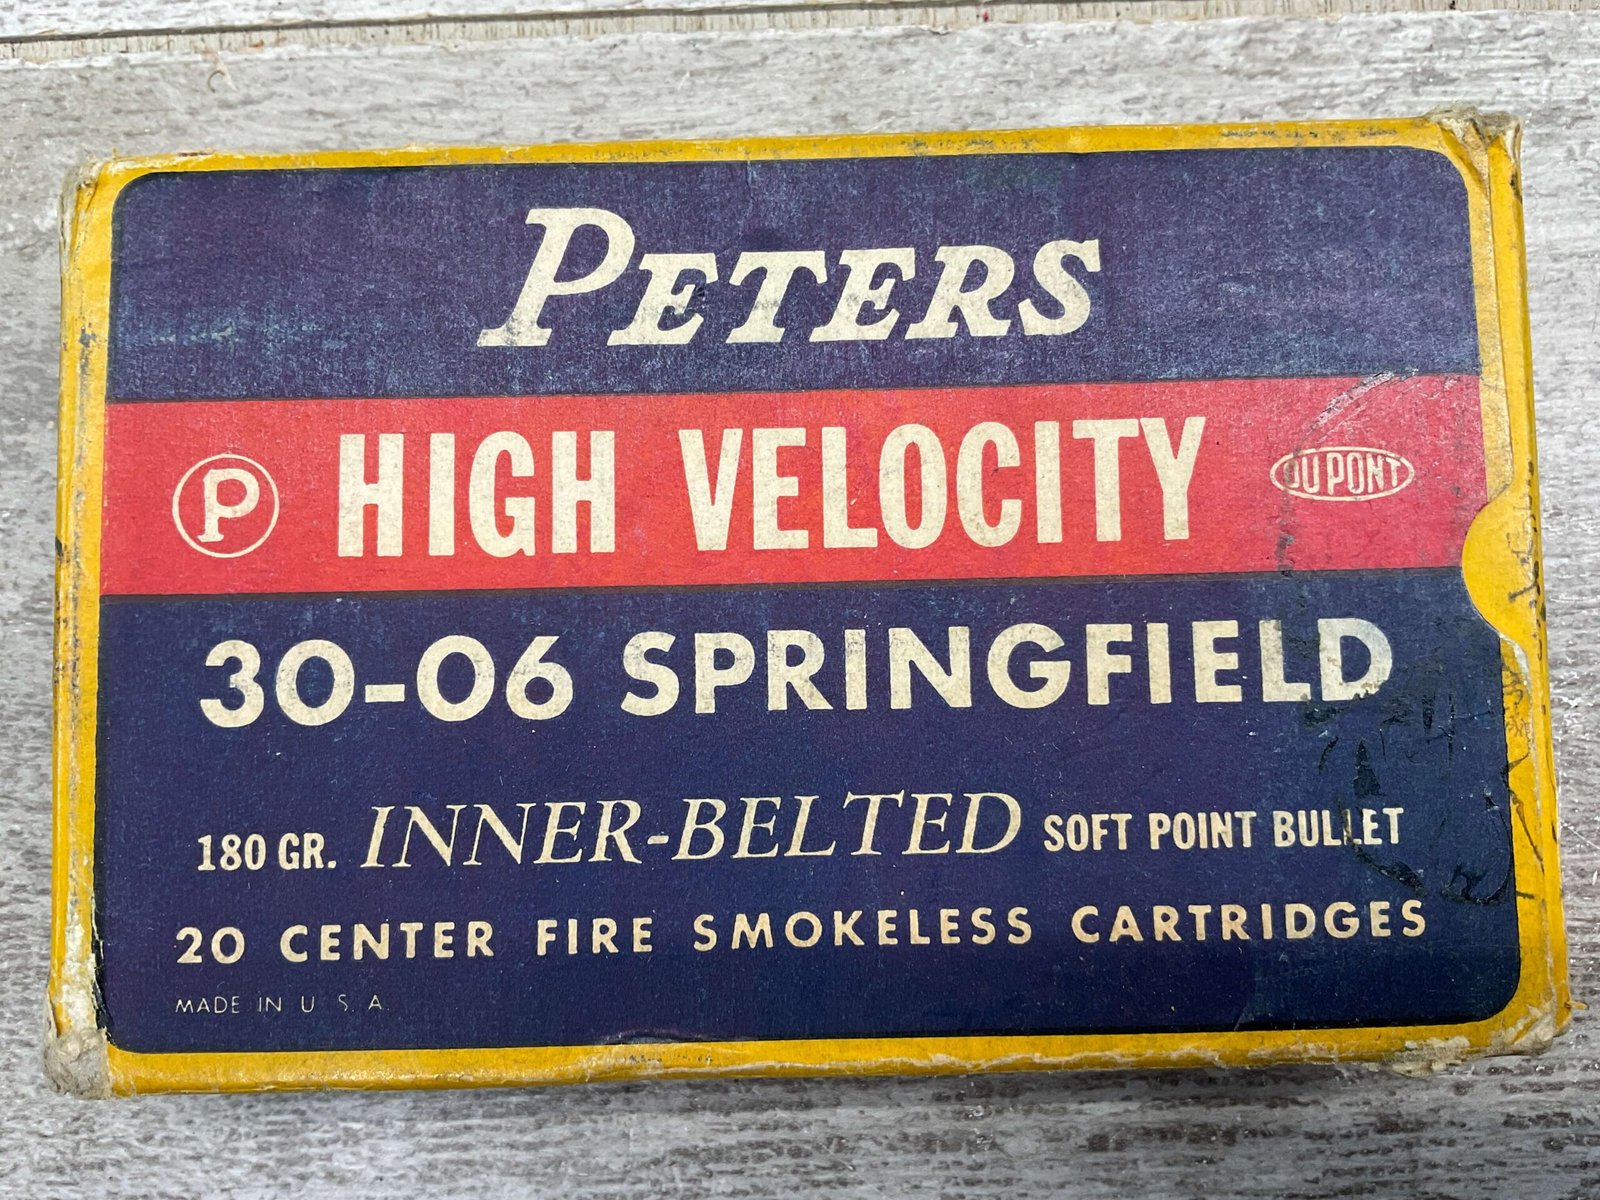 PETERS
P HIGH VELOCITY DU PONT
30-06 SPRINGFIELD
180 GR. INNER-BELTED SOFT POINT BULLET
20 CENTER FIRE SMOKELESS CARTRIDGES
MADE IN U. S. A.